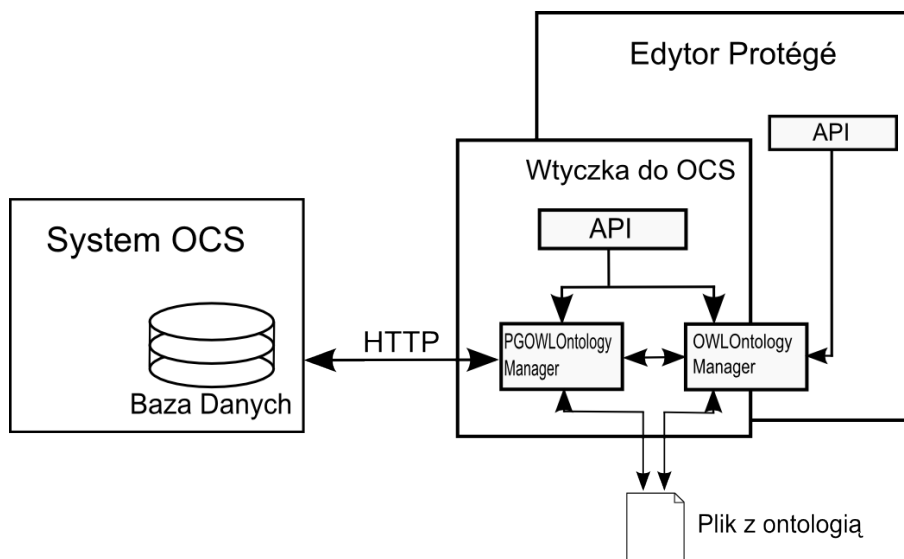 Edytor Protégé
API
Wtyczka do OCS
API
System OCS
HTTP
PGOWLOntology
Manager
OWLOntology
Manager
Baza Danych
Plik z ontologią